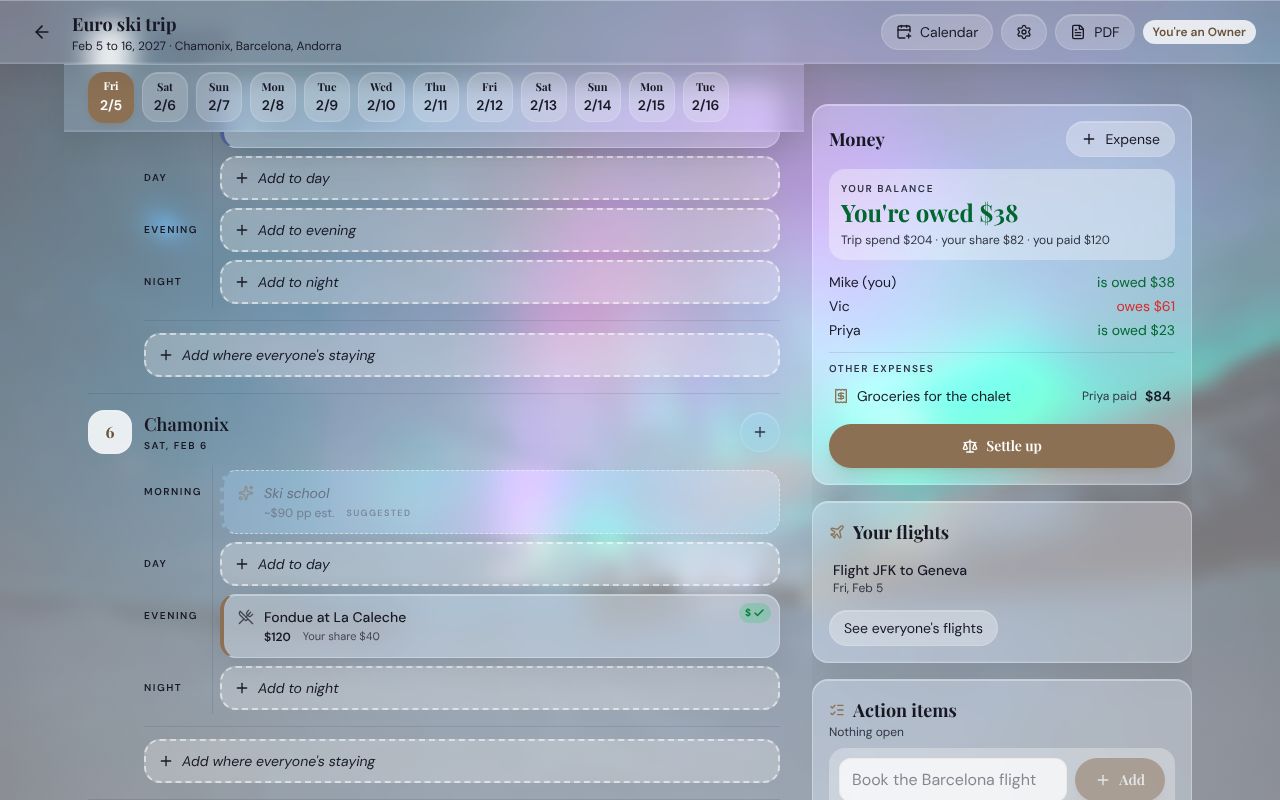 Euro ski trip
Feb 5 to 16, 2027 · Chamonix, Barcelona, Andorra
Calendar
PDF
You're an Owner
Fri 2/5
Sat 2/6
Sun 2/7
Mon 2/8
Tue 2/9
Wed 2/10
Thu 2/11
Fri 2/12
Sat 2/13
Sun 2/14
Mon 2/15
Tue 2/16
DAY
+ Add to day
EVENING
+ Add to evening
NIGHT
+ Add to night
+ Add where everyone's staying
6
Chamonix
SAT, FEB 6
+
MORNING
Ski school
~$90 pp est. SUGGESTED
DAY
+ Add to day
EVENING
Fondue at La Caleche
$120 Your share $40
$ ✓
NIGHT
+ Add to night
+ Add where everyone's staying
Money
+ Expense
YOUR BALANCE
You're owed $38
Trip spend $204 · your share $82 · you paid $120
Mike (you) is owed $38
Vic owes $61
Priya is owed $23
OTHER EXPENSES
Groceries for the chalet Priya paid $84
Settle up
Your flights
Flight JFK to Geneva
Fri, Feb 5
See everyone's flights
Action items
Nothing open
Book the Barcelona flight
+ Add